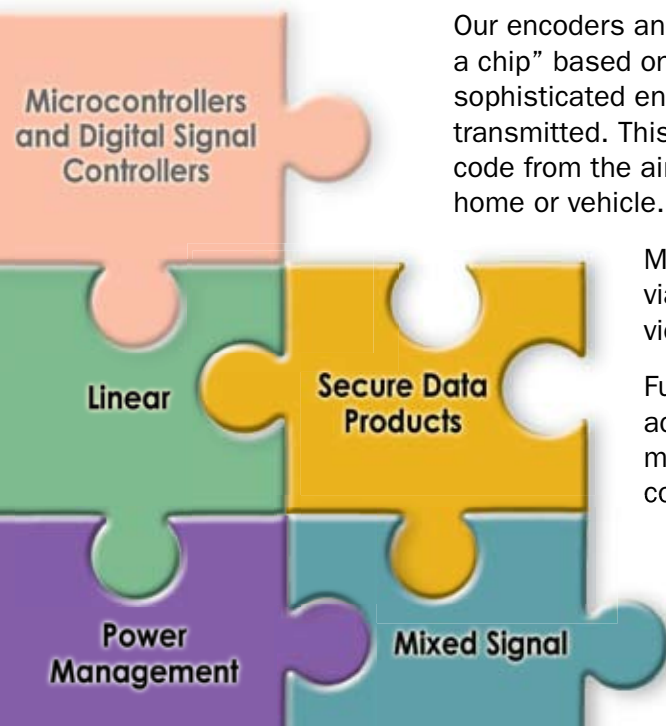 Our encoders an
a chip” based or
sophisticated en
transmitted. This
code from the air
home or vehicle.
Microcontrollers
and Digital Signal
Controllers
M
via
vic
Linear
Secure Data
Products
Fu
ac
m
co
Power
Management
Mixed Signal